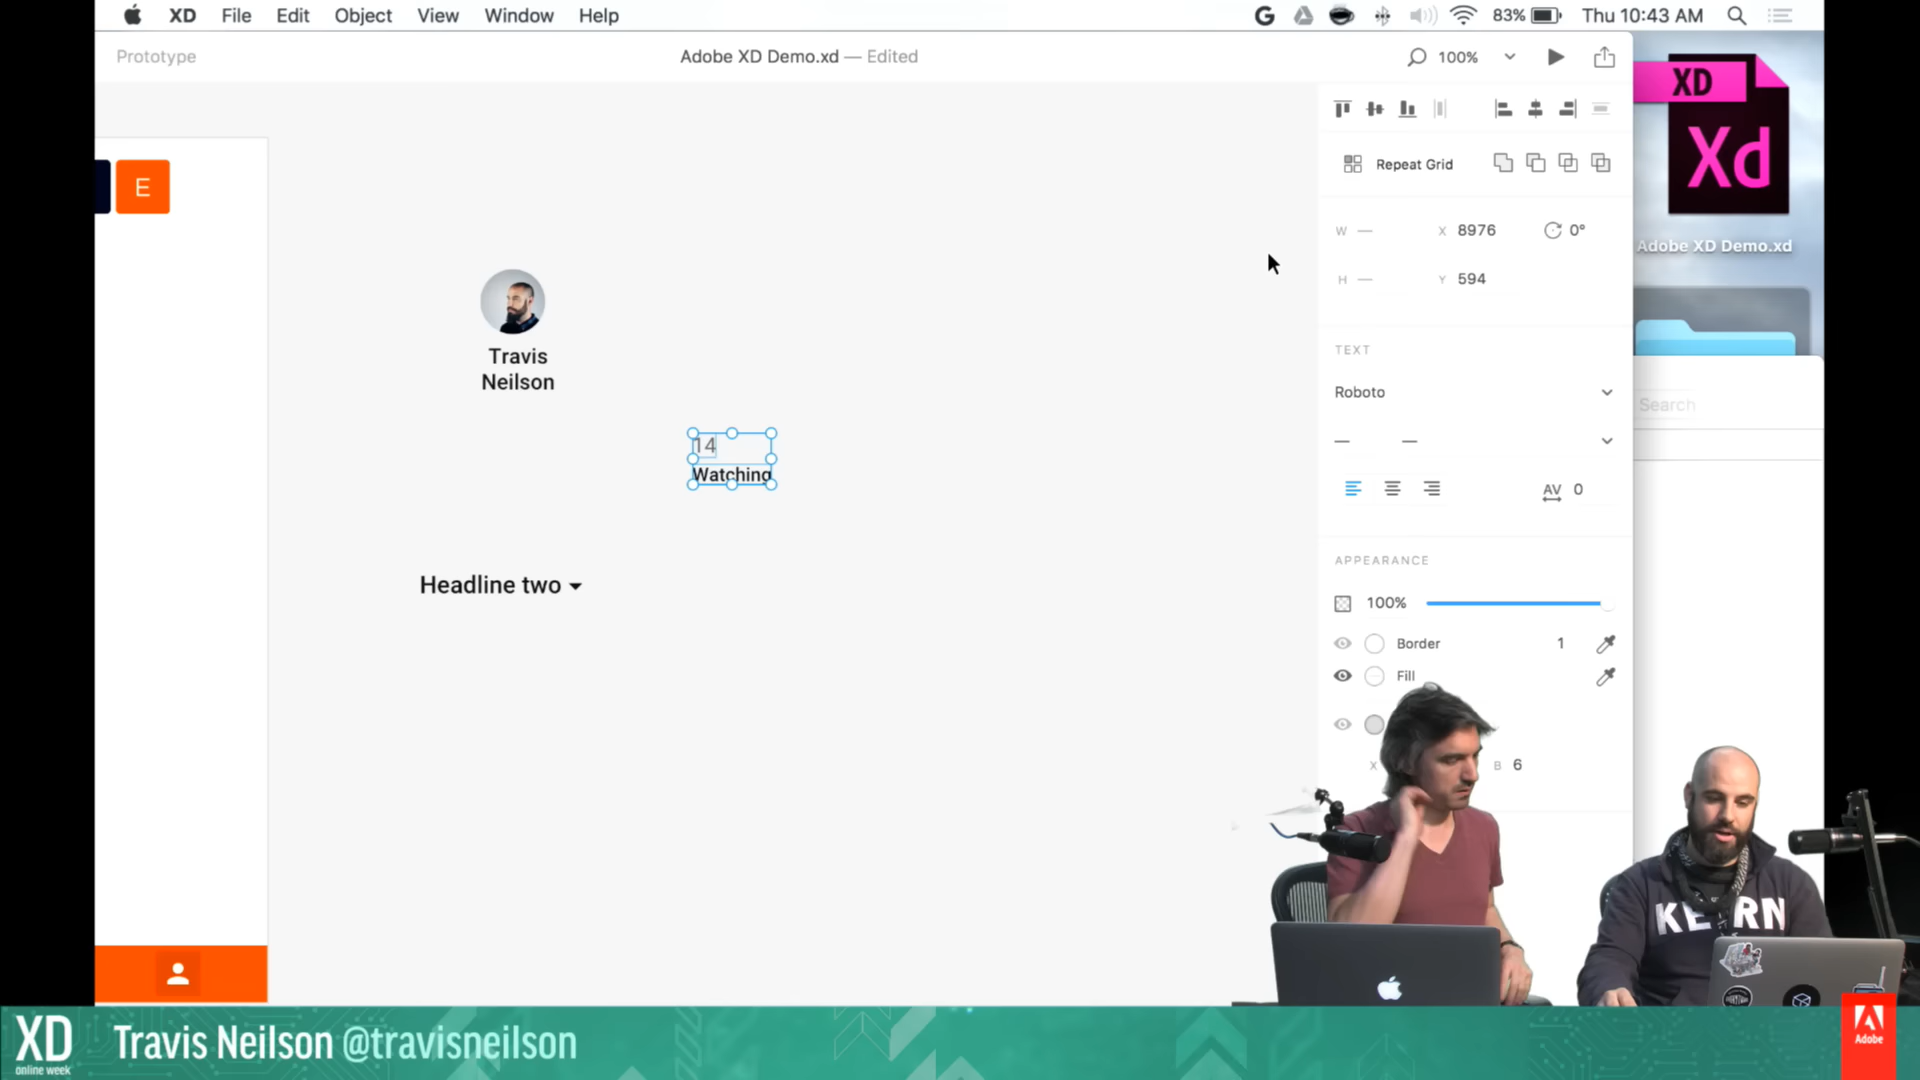 XD File Edit Object View Window Help
G 83% Thu 10:43 AM
Prototype
Adobe XD Demo.xd — Edited
100%
XD
Xd
Adobe XD Demo.xd
E
Repeat Grid
W — X 8976 0°
H — Y 594
Travis
Neilson
TEXT
Roboto
Search
— —
14
Watching
AV 0
APPEARANCE
100%
Headline two
Border 1
Fill
X B 6
KERN
XD
online week
Travis Neilson @travisneilson
Adobe